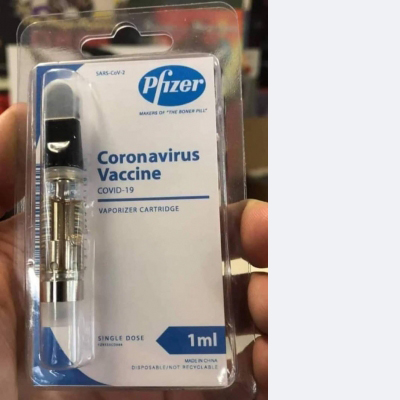 SARS-CoV-2
Pfizer
MAKERS OF "THE BONER PILL"
Coronavirus
Vaccine
COVID-19
VAPORIZER CARTRIDGE
SINGLE DOSE
1ml
MADE IN CHINA
DISPOSABLE/NOT RECYCLABLE